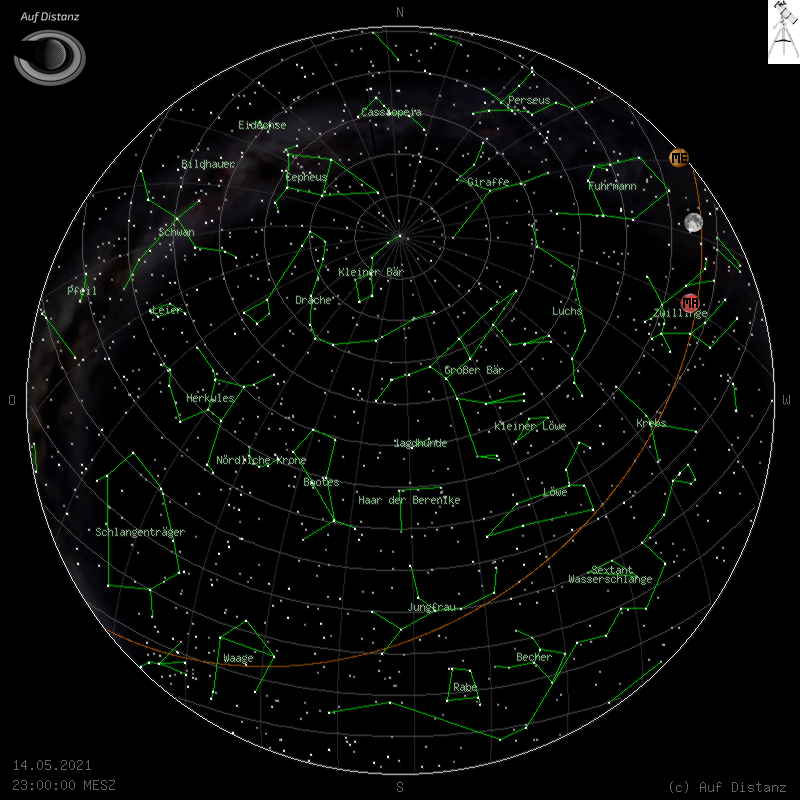 Auf Distanz
N
Perseus
Cassiopeia
Eidechse
ME
Bildhauer
Cepheus
Giraffe
Fuhrmann
Schwan
Kleiner Bär
Pfeil
Drache
MA
Leier
Luchs
Zwillinge
Großer Bär
O
Herkules
W
Kleiner Löwe
Krebs
Jagdhunde
Nördliche Krone
Bootes
Löwe
Haar der Berenike
Schlangenträger
Sextant
Wasserschlange
Jungfrau
Waage
Becher
Rabe
14.05.2021
23:00:00 MESZ
S
(c) Auf Distanz